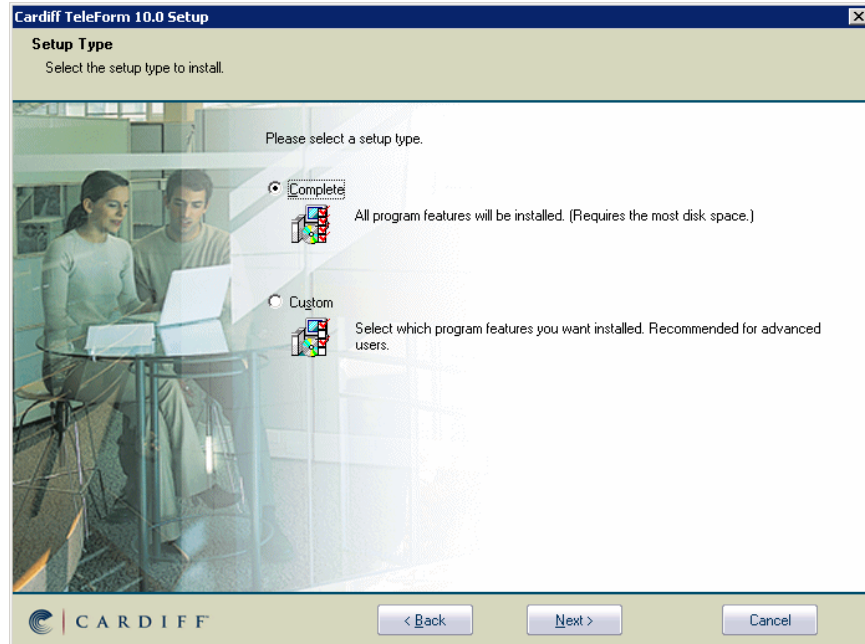 Cardiff TeleForm 10.0 Setup
Setup Type
Select the setup type to install.
Please select a setup type.
Complete
All program features will be installed. (Requires the most disk space.)
Custom
Select which program features you want installed. Recommended for advanced
users.
CARDIFF
< Back
Next >
Cancel